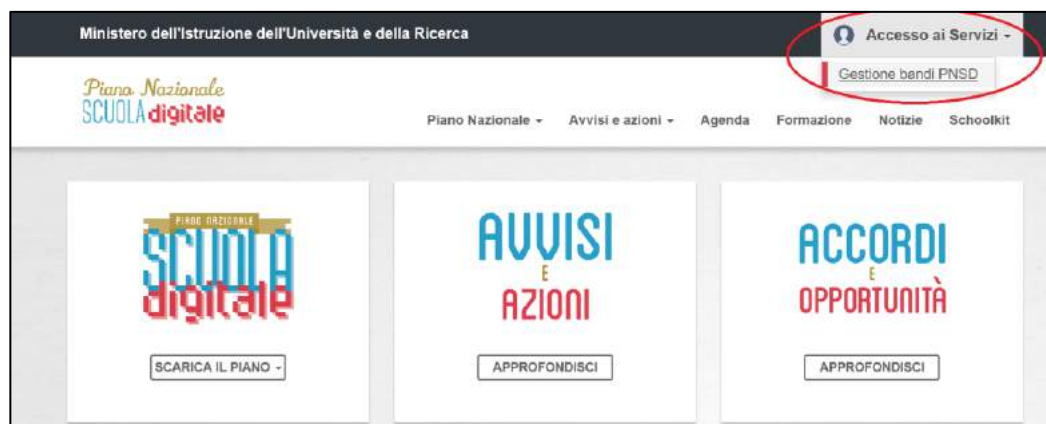 Ministero dell'Istruzione dell'Università e della Ricerca
Accesso ai Servizi
Gestione bandi PNSD
Piano Nazionale
SCUOLA digitale
Piano Nazionale
Avvisi e azioni
Agenda
Formazione
Notizie
Schoolkit
PIANO NAZIONALE
SCUOLA
digitale
SCARICA IL PIANO
AVVISI
E
AZIONI
APPROFONDISCI
ACCORDI
E
OPPORTUNITÀ
APPROFONDISCI